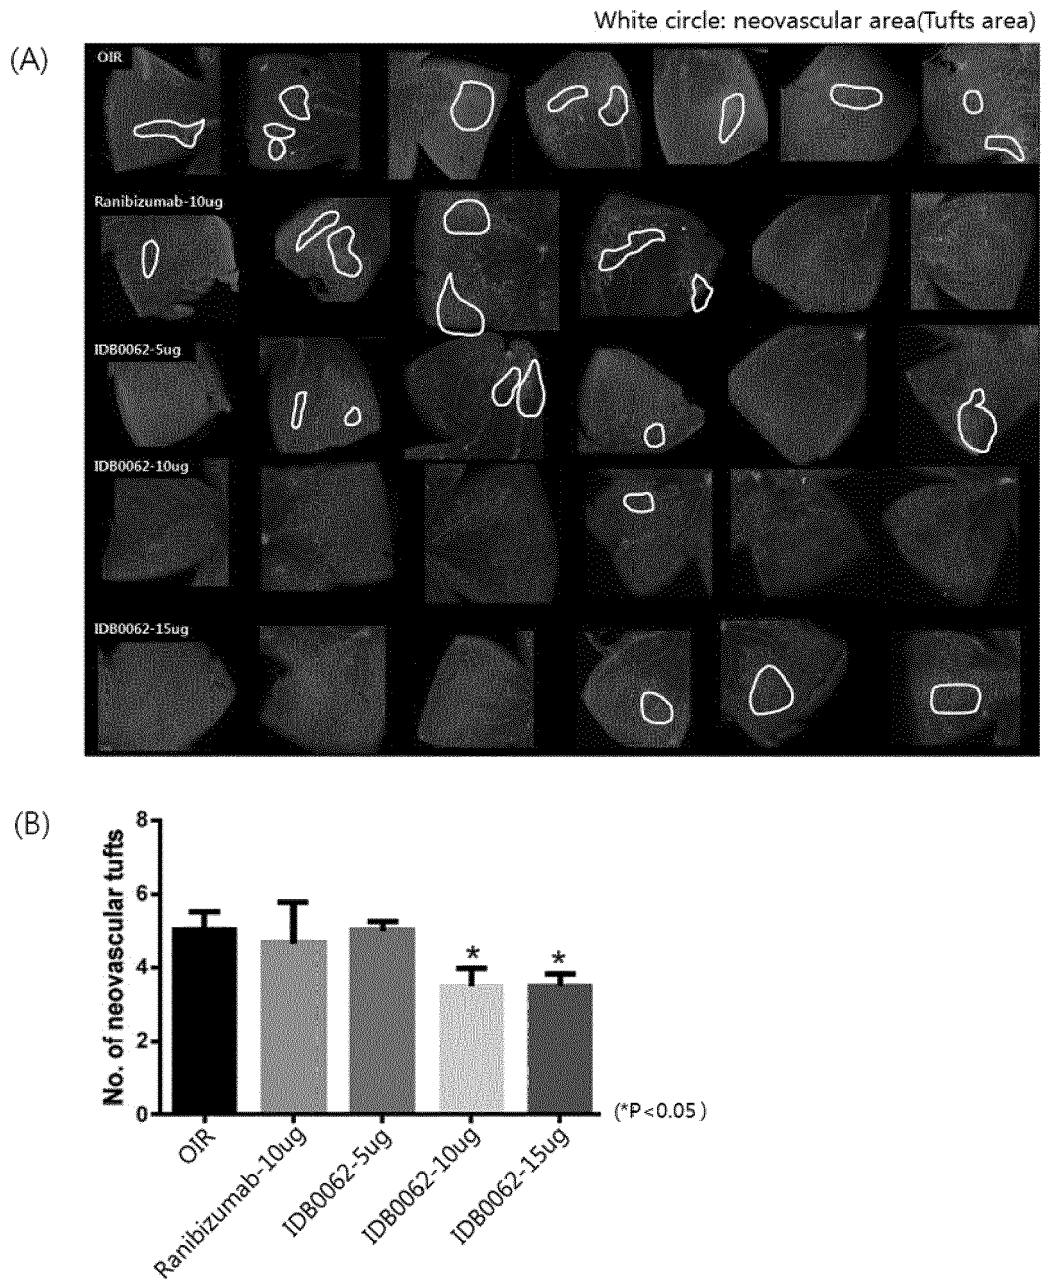 White circle: neovascular area(Tufts area)
(A)
OIR
Ranibizumab-10ug
IDB0062-5ug
IDB0062-10ug
IDB0062-15ug
(B)
No. of neovascular tufts
8
6
4
2
0
*
*
(*P<0.05)
OIR
Ranibizumab-10ug
IDB0062-5ug
IDB0062-10ug
IDB0062-15ug